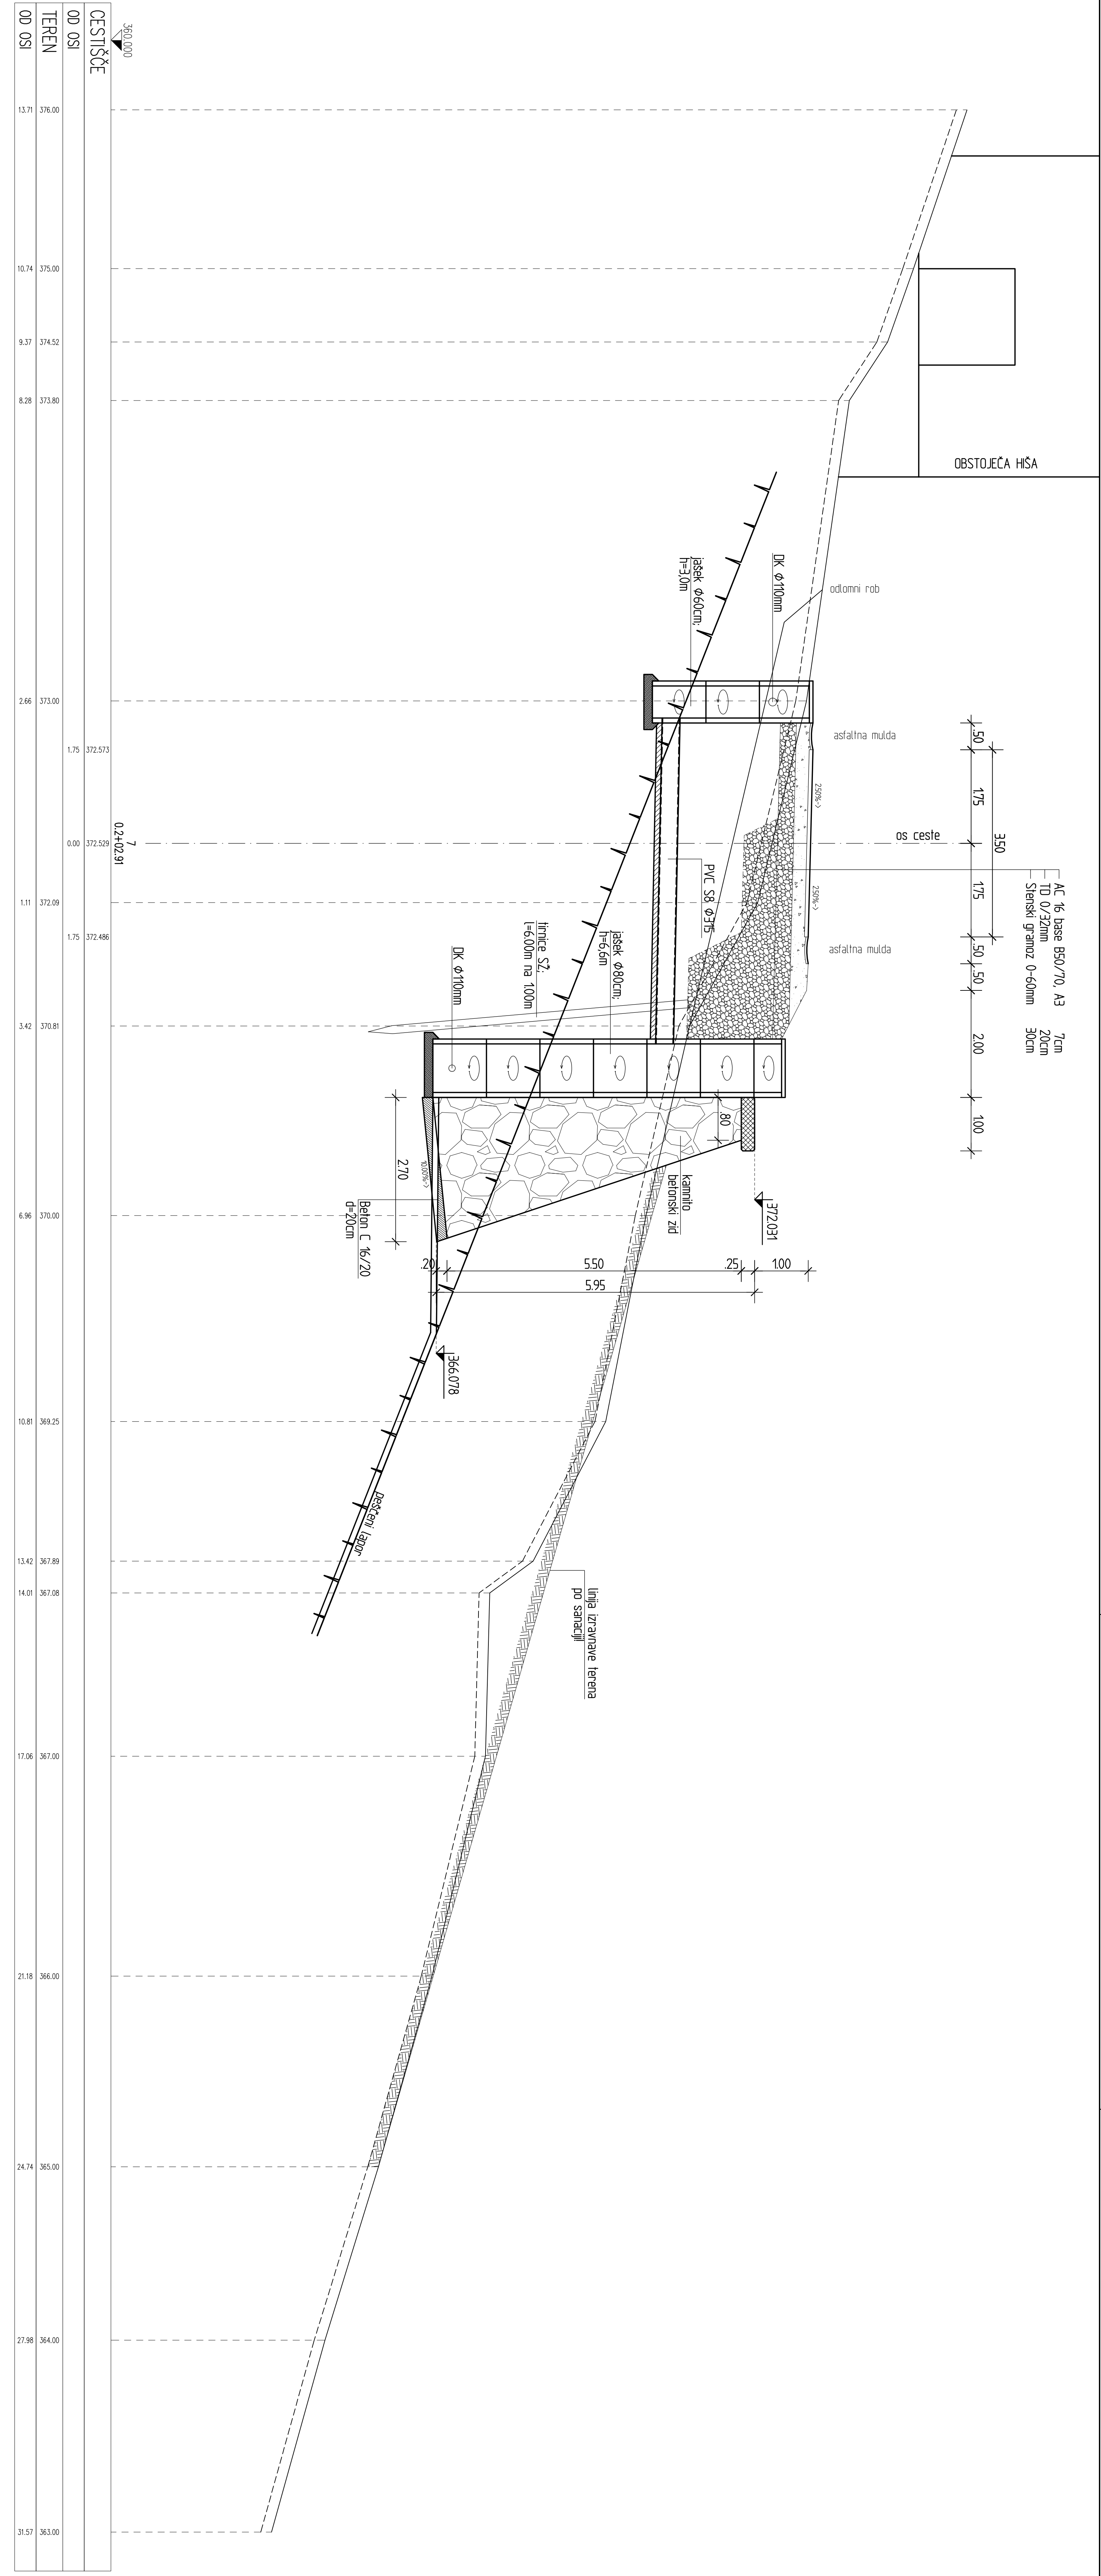 AC 16 base B50/70, A3 7cm
TD 0/32mm 20cm
Stenski gramoz 0-60mm 30cm
3.50
.50
1.75
1.75
.50
.50
2.00
1.00
os ceste
OBSTOJEČA HIŠA
odlomni rob
asfaltna mulda
asfaltna mulda
2.50%->
2.50%->
DK ϕ110mm
jašek ϕ60cm;
h=3,0m
PVC S8 ϕ315
jašek ϕ80cm;
h=6,6m
tirnice SŽ;
l=6.00m na 1.00m
DK ϕ110mm
.80
kamnito
betonski zid
372.031
1.00
.25
5.50
.20
5.95
2.70
10.00%->
Beton C 16/20
d=20cm
366.078
peščeni lapor
linija izravnave terena
po sanaciji
360.000
7
0.2+02.91
CESTIŠČE
372.573
372.529
372.486
OD OSI
1.75
0.00
1.75
TEREN
376.00
375.00
374.52
373.80
373.00
372.09
370.81
370.00
369.25
367.89
367.08
367.00
366.00
365.00
364.00
363.00
OD OSI
13.71
10.74
9.37
8.28
2.66
1.11
3.42
6.96
10.81
13.42
14.01
17.06
21.18
24.74
27.98
31.57